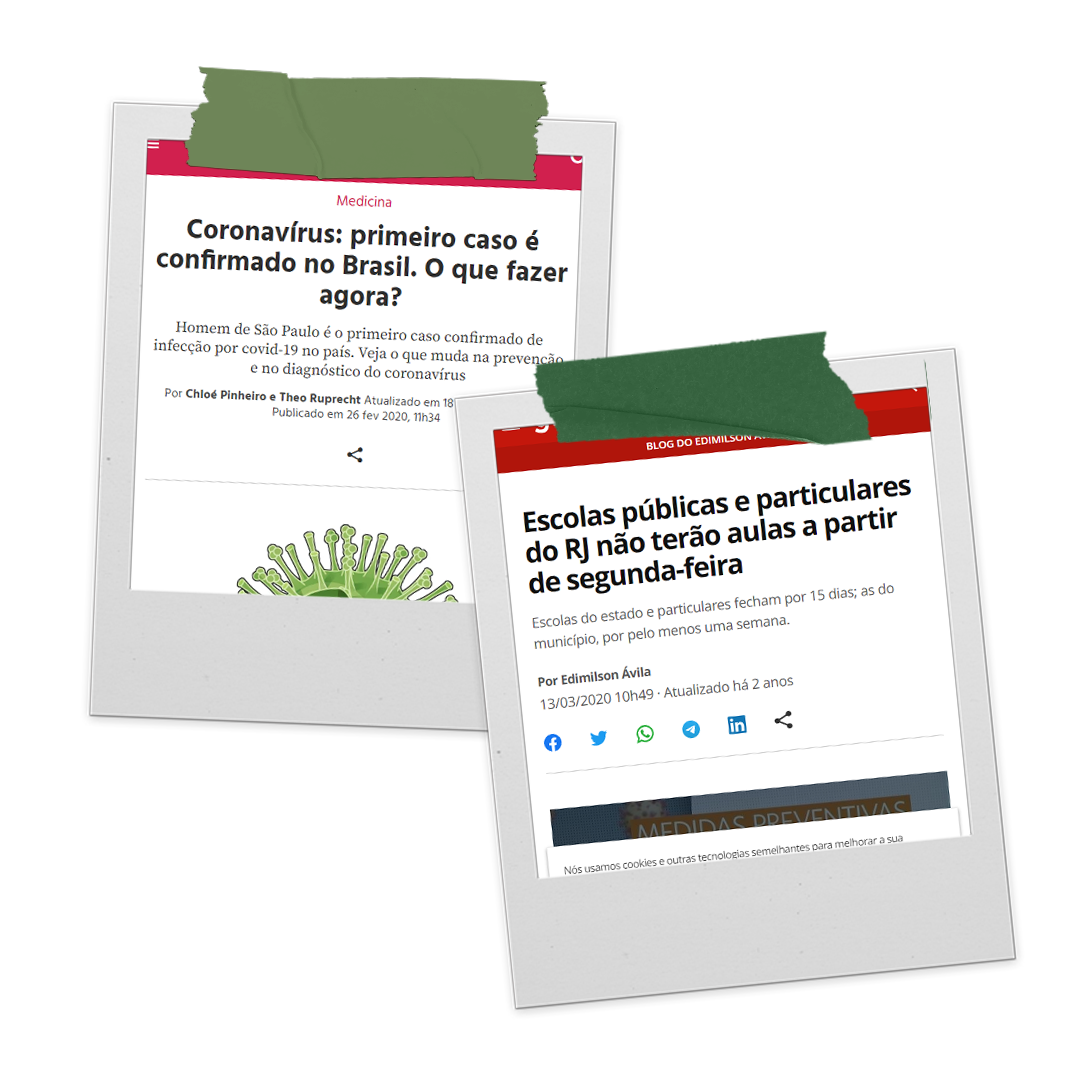 Medicina
Coronavírus: primeiro caso é
confirmado no Brasil. O que fazer
agora?
Homem de São Paulo é o primeiro caso confirmado de
infecção por covid-19 no país. Veja o que muda na prevenção
e no diagnóstico do coronavírus
Por Chloé Pinheiro e Theo Ruprecht Atualizado em 18
Publicado em 26 fev 2020, 11h34
BLOG DO EDIMILSON
Escolas públicas e particulares
do RJ não terão aulas a partir
de segunda-feira
Escolas do estado e particulares fecham por 15 dias; as do
município, por pelo menos uma semana.
Por Edimilson Ávila
13/03/2020 10h49 · Atualizado há 2 anos
MEDIDAS PREVENTIVAS
Nós usamos cookies e outras tecnologias semelhantes para melhorar a sua